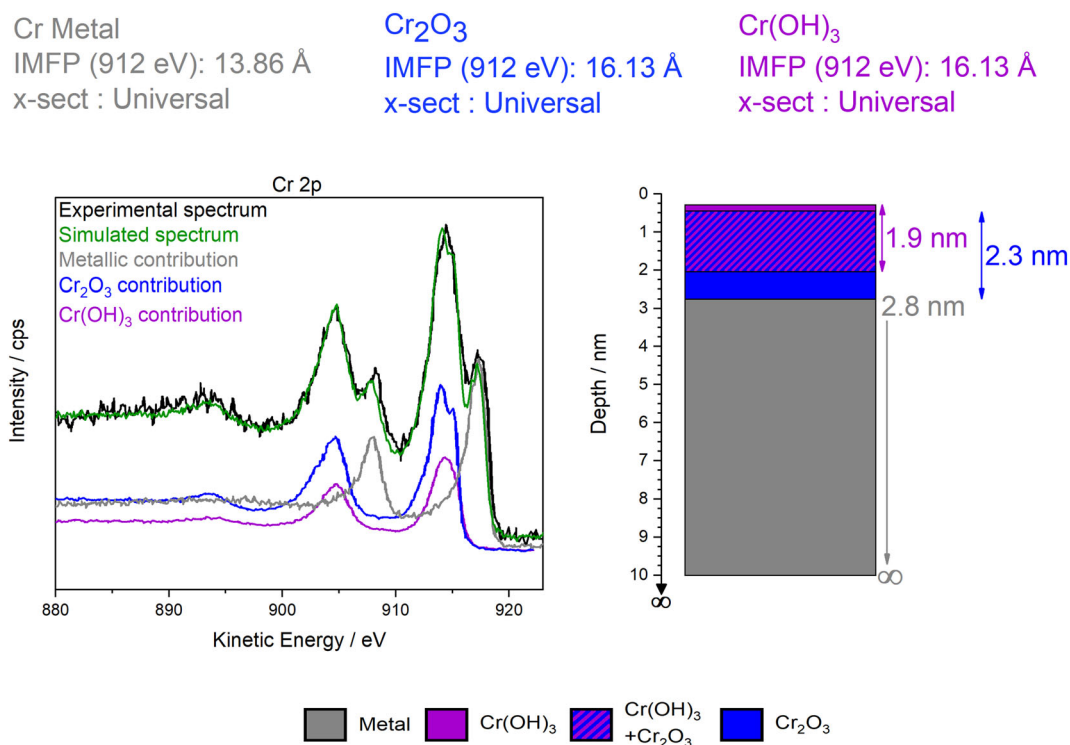 Cr Metal
IMFP (912 eV): 13.86 Å
x-sect : Universal
Cr₂O₃
IMFP (912 eV): 16.13 Å
x-sect : Universal
Cr(OH)₃
IMFP (912 eV): 16.13 Å
x-sect : Universal
Cr 2p
Experimental spectrum
Simulated spectrum
Metallic contribution
Cr₂O₃ contribution
Cr(OH)₃ contribution
Intensity / cps
880 890 900 910 920
Kinetic Energy / eV
Depth / nm
0
1
2
3
4
5
6
7
8
9
10
∞
1.9 nm
2.3 nm
2.8 nm
∞
Metal
Cr(OH)₃
Cr(OH)₃
+Cr₂O₃
Cr₂O₃